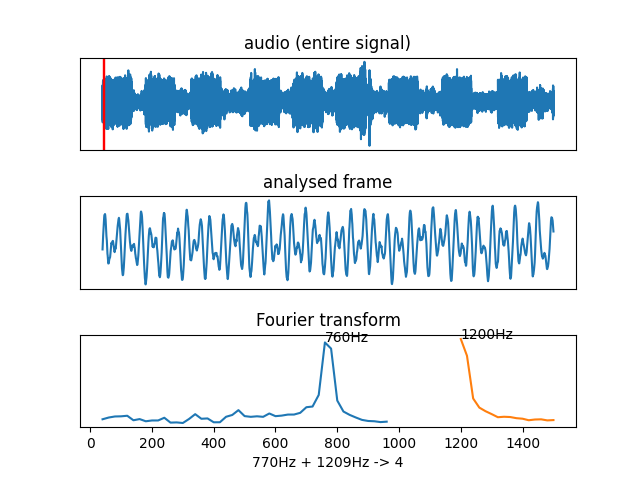 audio (entire signal)
analysed frame
Fourier transform
760Hz
1200Hz
0 200 400 600 800 1000 1200 1400
770Hz + 1209Hz -> 4